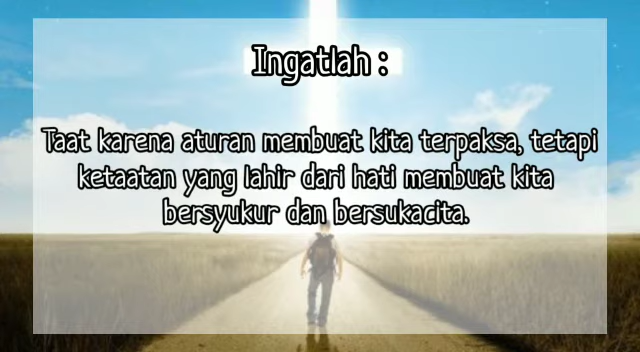 Ingatlah :
Taat karena aturan membuat kita terpaksa, tetapi
ketaatan yang lahir dari hati membuat kita
bersyukur dan bersukacita.